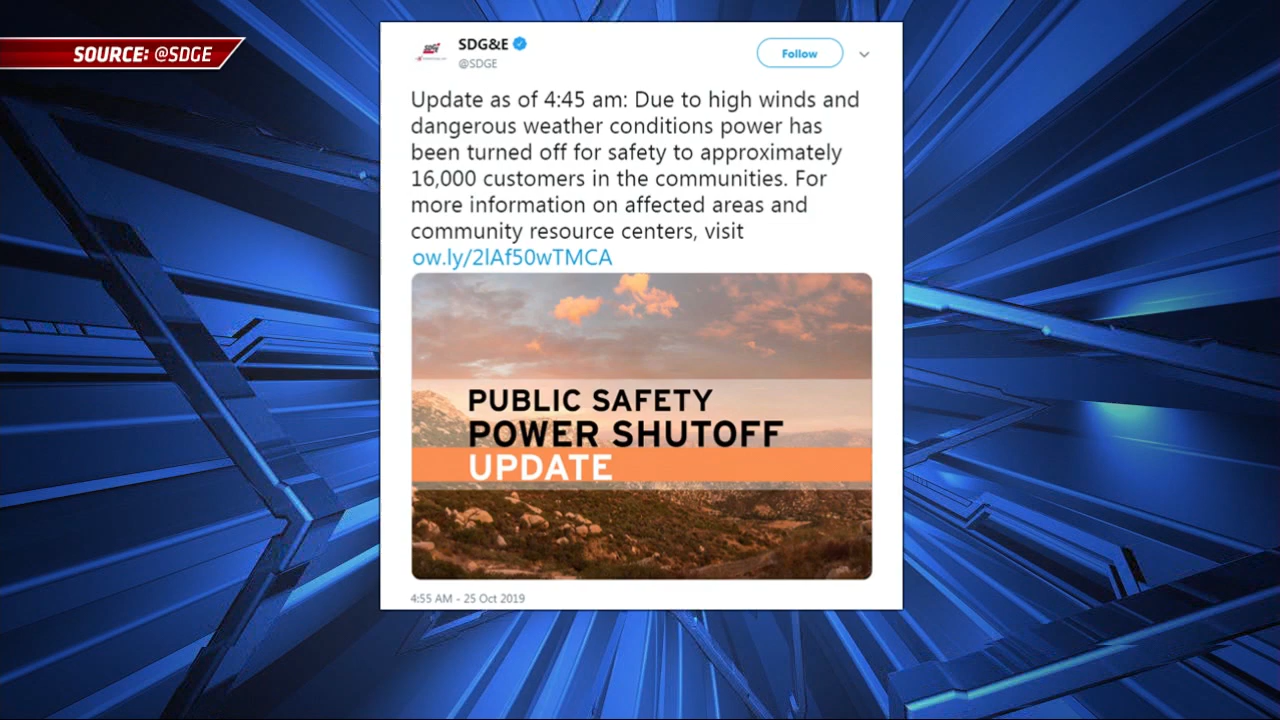 SOURCE: @SDGE
SDG&E
@SDGE
Follow
Update as of 4:45 am: Due to high winds and
dangerous weather conditions power has
been turned off for safety to approximately
16,000 customers in the communities. For
more information on affected areas and
community resource centers, visit
ow.ly/2lAf50wTMCA
PUBLIC SAFETY
POWER SHUTOFF
UPDATE
4:55 AM - 25 Oct 2019